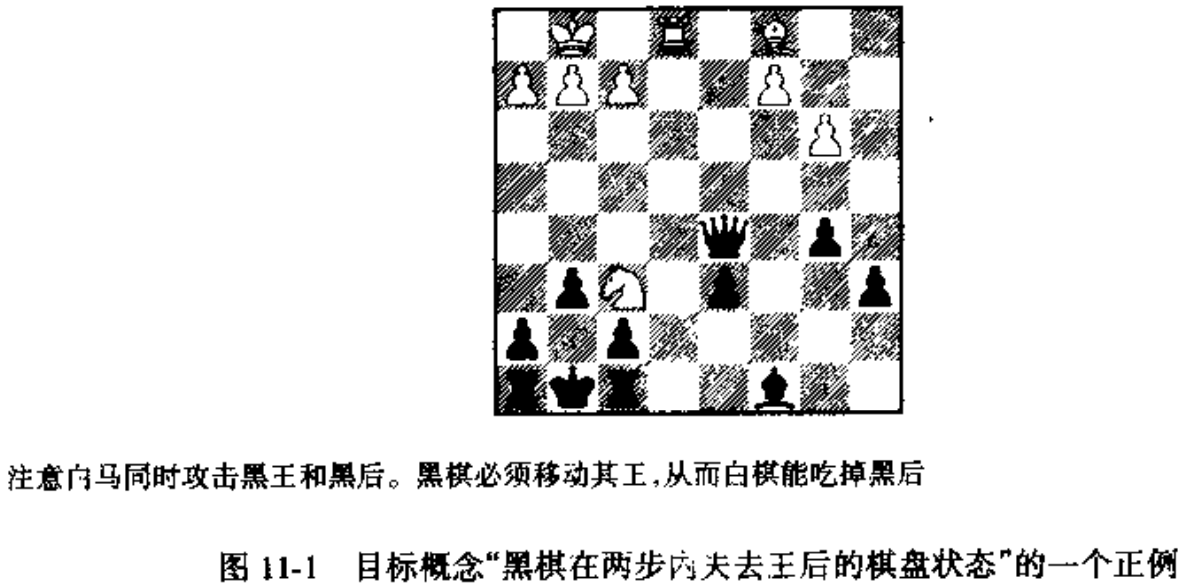 注意白马同时攻击黑王和黑后。黑棋必须移动其王,从而白棋能吃掉黑后
图 11-1 目标概念“黑棋在两步内失去王后的棋盘状态”的一个正例